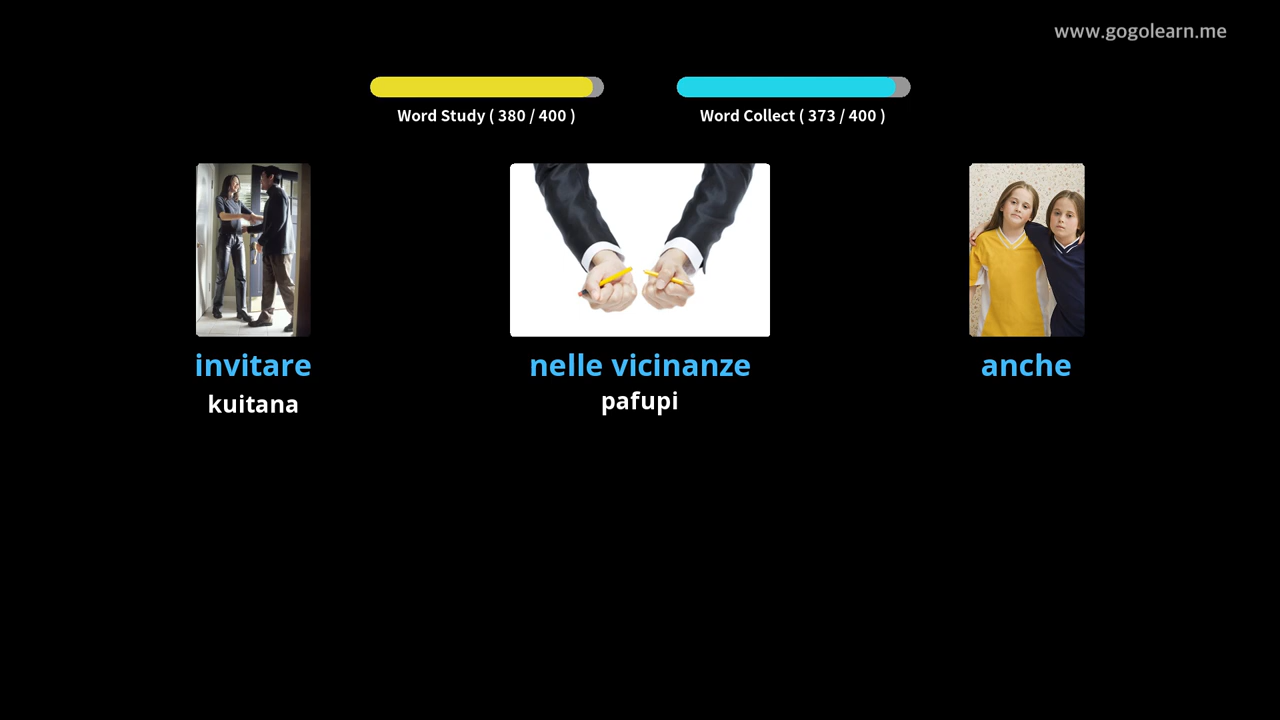 www.gogolearn.me
Word Study ( 380 / 400 )
Word Collect ( 373 / 400 )
invitare
nelle vicinanze
anche
kuitana
pafupi